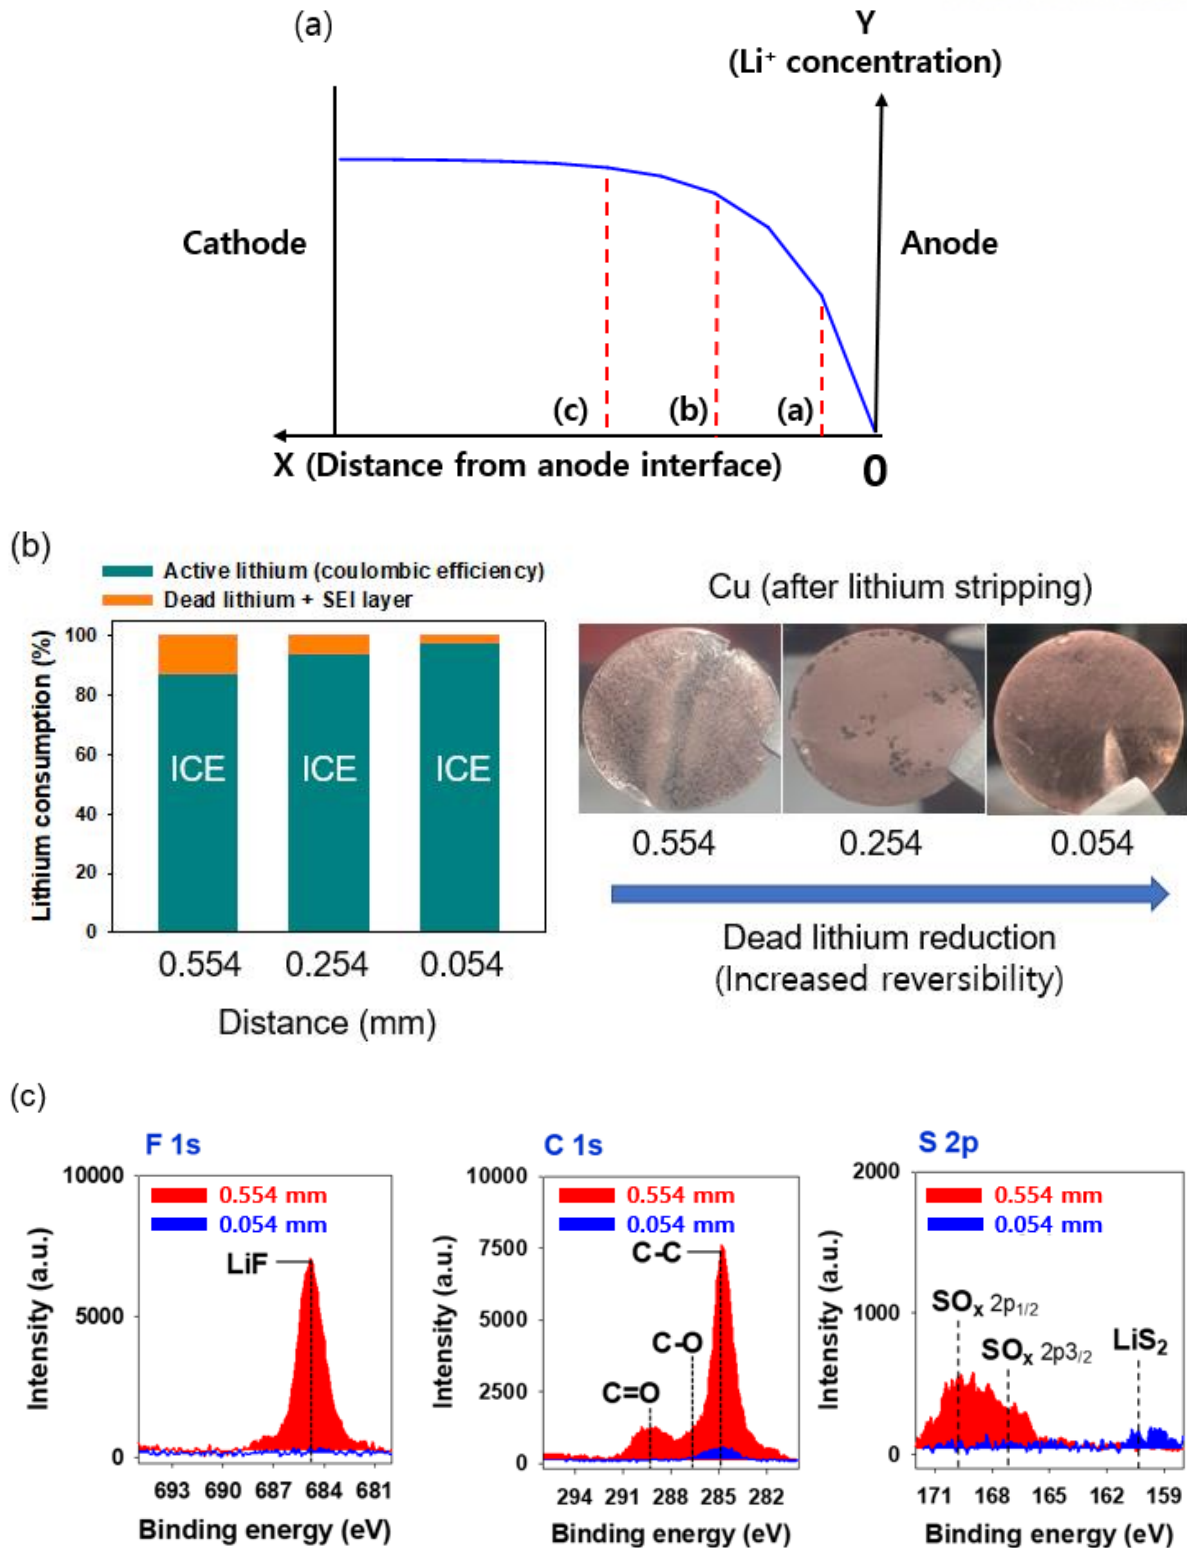 (a)
Y
(Li⁺ concentration)
Cathode
Anode
(c)
(b)
(a)
X (Distance from anode interface)
0
(b)
Active lithium (coulombic efficiency)
Dead lithium + SEI layer
Lithium consumption (%)
100
80
60
40
20
0
ICE
ICE
ICE
0.554
0.254
0.054
Distance (mm)
Cu (after lithium stripping)
0.554
0.254
0.054
Dead lithium reduction
(Increased reversibility)
(c)
F 1s
10000
5000
0
Intensity (a.u.)
0.554 mm
0.054 mm
LiF
693
690
687
684
681
Binding energy (eV)
C 1s
10000
7500
5000
2500
0
Intensity (a.u.)
0.554 mm
0.054 mm
C-C
C-O
C=O
294
291
288
285
282
Binding energy (eV)
S 2p
2000
1000
0
Intensity (a.u.)
0.554 mm
0.054 mm
SOₓ 2p₁/₂
SOₓ 2p3/₂
LiS₂
171
168
165
162
159
Binding energy (eV)